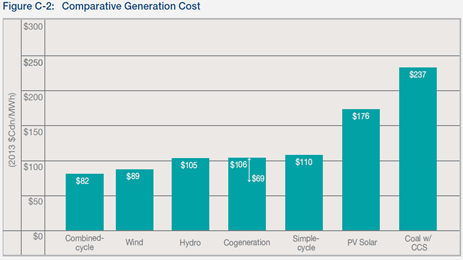 Figure C-2: Comparative Generation Cost
$300
$250
$200
$150
$100
$50
$0
(2013 $Cdn/MWh)
$82
$89
$105
$106
$69
$110
$176
$237
Combined-
cycle
Wind
Hydro
Cogeneration
Simple-
cycle
PV Solar
Coal w/
CCS